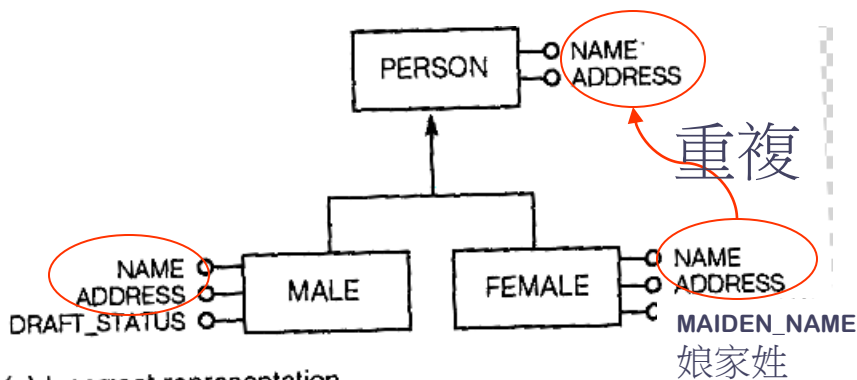 PERSON
NAME
ADDRESS
重複
NAME
ADDRESS
DRAFT_STATUS
MALE
FEMALE
NAME
ADDRESS
MAIDEN_NAME
娘家姓